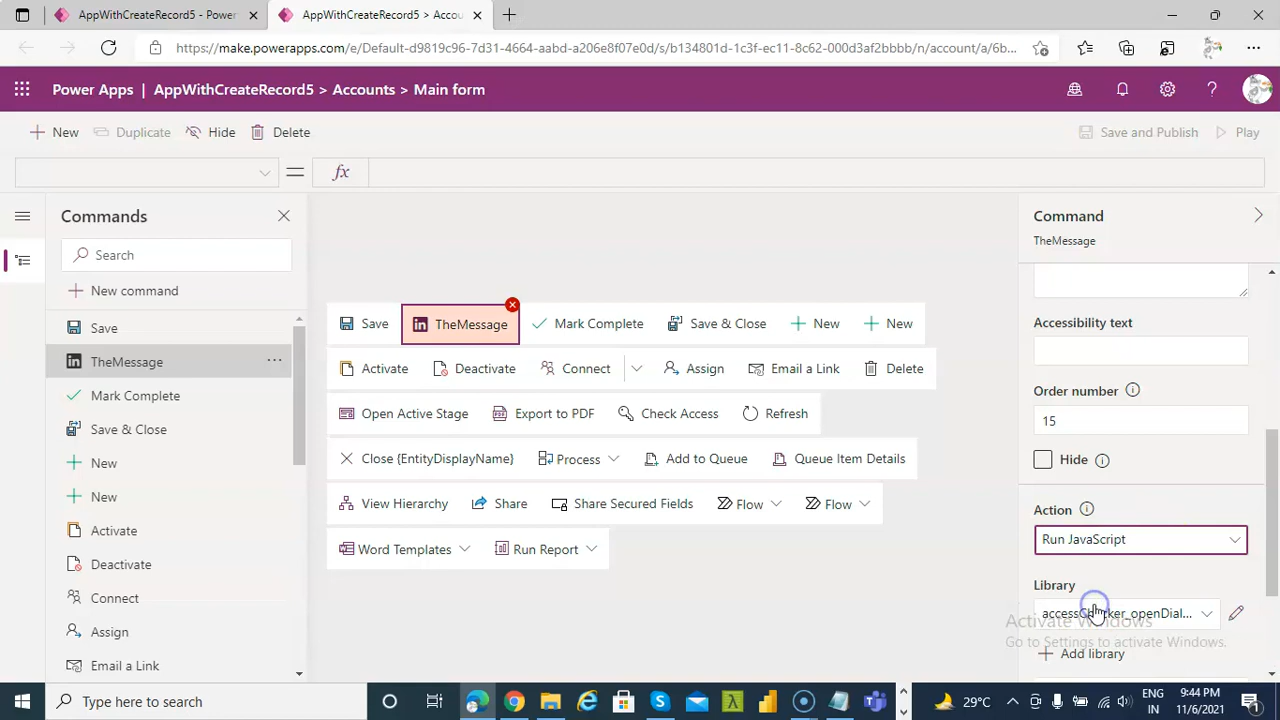 AppWithCreateRecord5 - Power
AppWithCreateRecord5 > Accou
https://make.powerapps.com/e/Default-d9819c96-7d31-4664-aabd-a206e8f07e0d/s/b134801d-1c3f-ec11-8c62-000d3af2bbbb/n/account/a/6b...
Power Apps | AppWithCreateRecord5 > Accounts > Main form
New Duplicate Hide Delete Save and Publish Play
= fx
Commands
Search
New command
Save
TheMessage ...
Mark Complete
Save & Close
New
New
Activate
Deactivate
Connect
Assign
Email a Link
Save TheMessage Mark Complete Save & Close New New
Activate Deactivate Connect Assign Email a Link Delete
Open Active Stage Export to PDF Check Access Refresh
Close {EntityDisplayName} Process Add to Queue Queue Item Details
View Hierarchy Share Share Secured Fields Flow Flow
Word Templates Run Report
Command
TheMessage
Accessibility text
Order number
15
Hide
Action
Run JavaScript
Library
accessChecker_openDial...
Add library
Activate Windows
Go to Settings to activate Windows.
Type here to search
29°C
ENG
IN
9:44 PM
11/6/2021